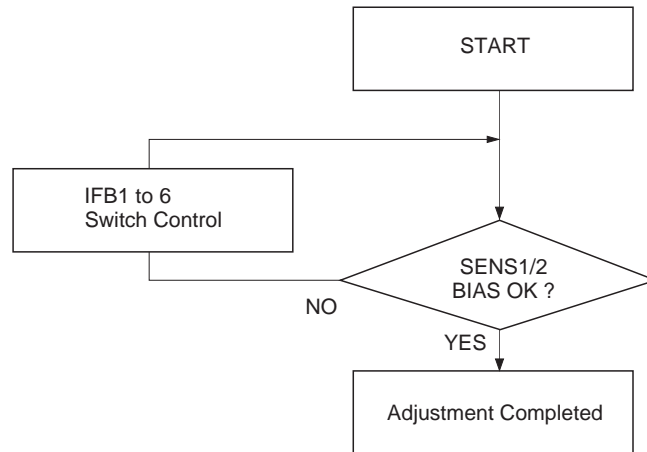 START
IFB1 to 6
Switch Control
SENS1/2
BIAS OK ?
NO
YES
Adjustment Completed